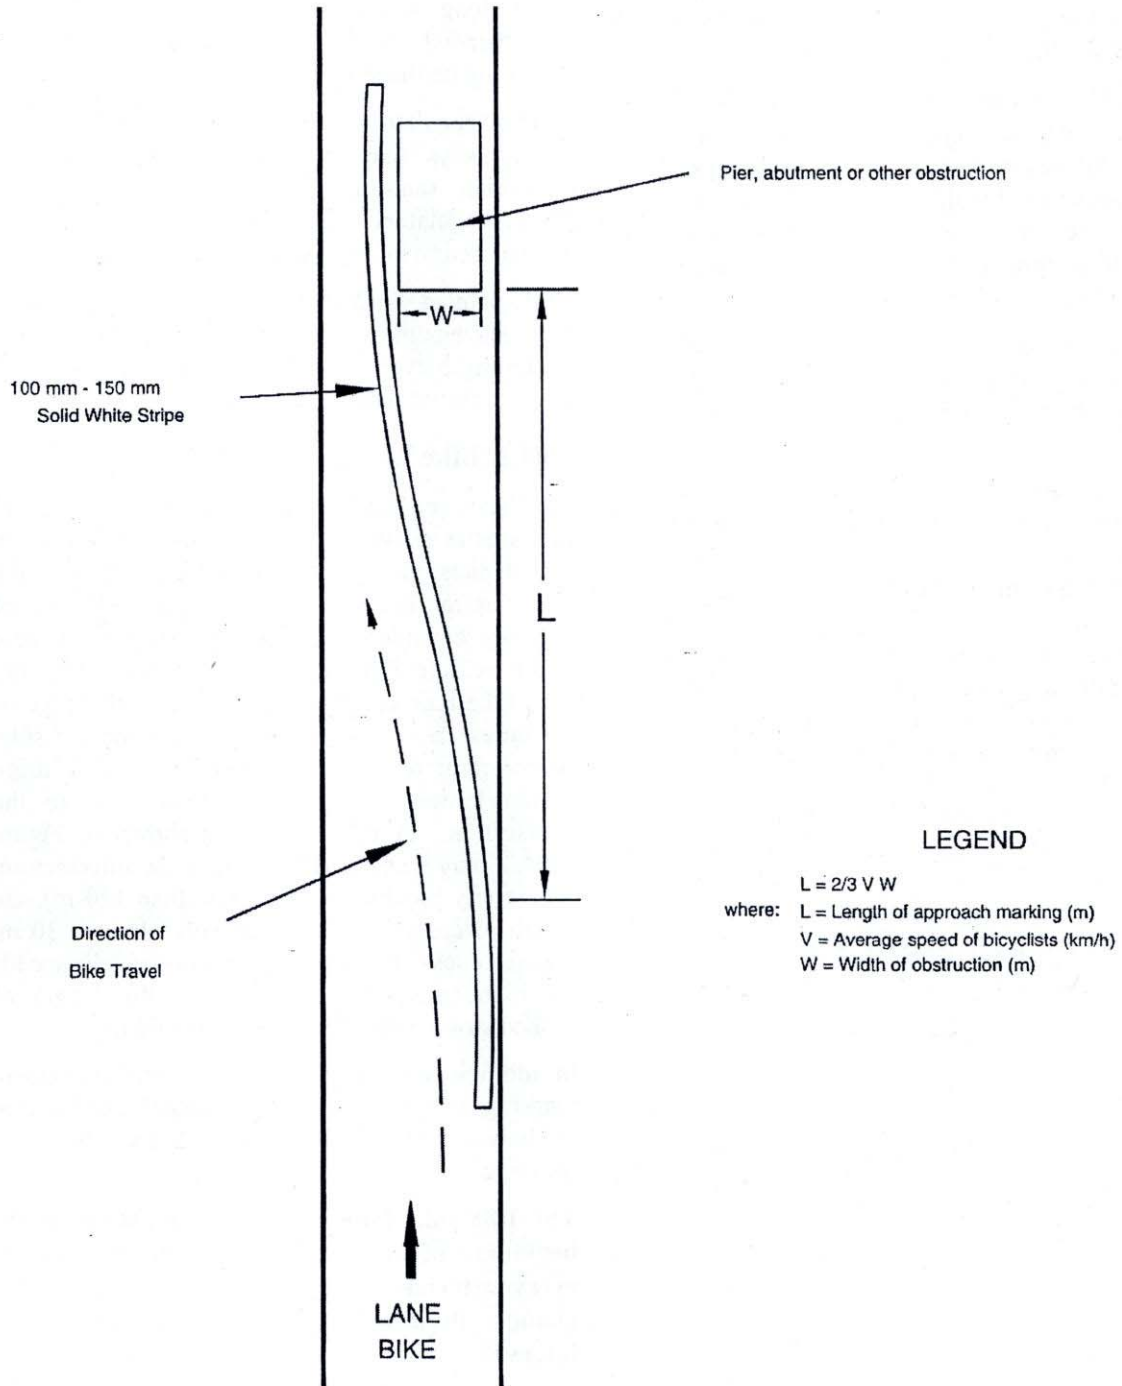 Pier, abutment or other obstruction
W
100 mm - 150 mm
Solid White Stripe
L
LEGEND
L = 2/3 V W
where: L = Length of approach marking (m)
V = Average speed of bicyclists (km/h)
W = Width of obstruction (m)
Direction of
Bike Travel
LANE
BIKE